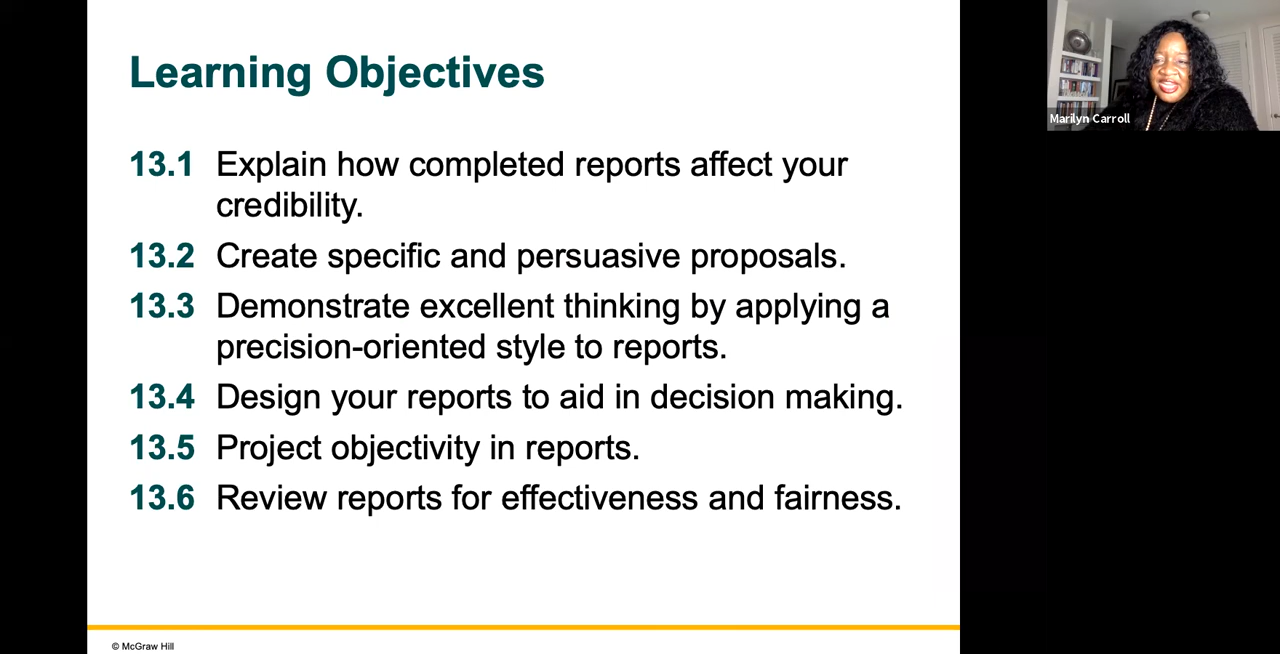 Learning Objectives
13.1 Explain how completed reports affect your
credibility.
13.2 Create specific and persuasive proposals.
13.3 Demonstrate excellent thinking by applying a
precision-oriented style to reports.
13.4 Design your reports to aid in decision making.
13.5 Project objectivity in reports.
13.6 Review reports for effectiveness and fairness.
© McGraw Hill
Marilyn Carroll